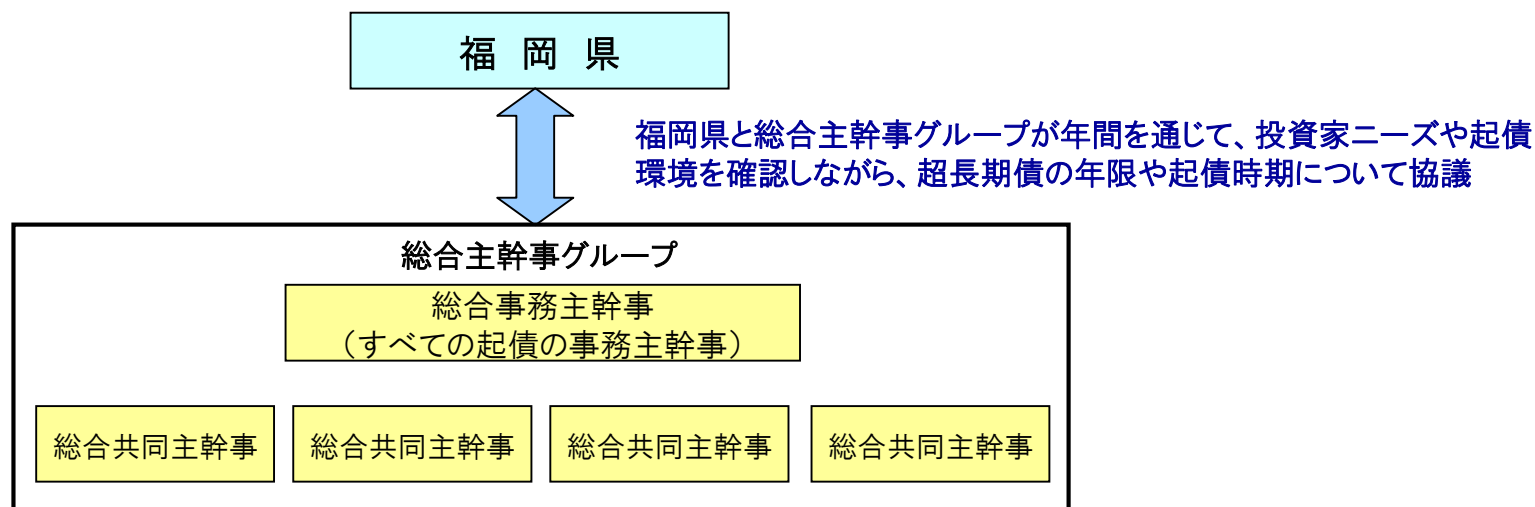 福　岡　県
福岡県と総合主幹事グループが年間を通じて、投資家ニーズや起債
環境を確認しながら、超長期債の年限や起債時期について協議
総合主幹事グループ
総合事務主幹事
（すべての起債の事務主幹事）
総合共同主幹事
総合共同主幹事
総合共同主幹事
総合共同主幹事